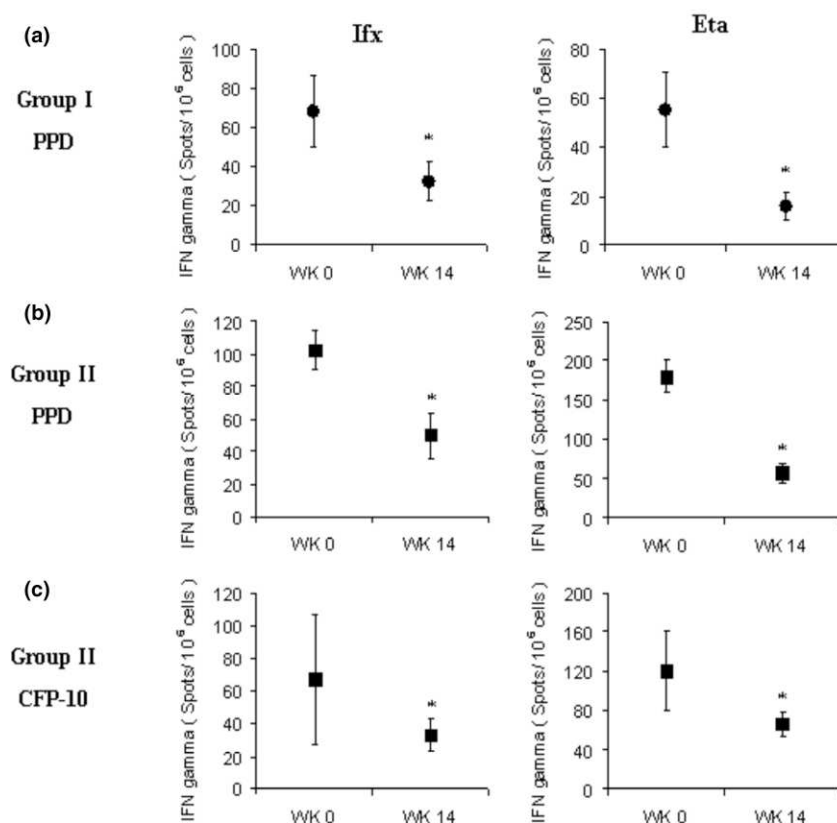 (a)
Group I
PPD
Ifx
IFN gamma ( Spots/10⁶ cells )
100
80
60
40
20
0
*
WK 0 WK 14
Eta
IFN gamma ( Spots/10⁶ cells )
80
60
40
20
0
*
WK 0 WK 14
(b)
Group II
PPD
IFN gamma ( Spots/10⁶ cells )
120
100
80
60
40
20
0
*
WK 0 WK 14
IFN gamma ( Spots/10⁶ cells )
250
200
150
100
50
0
*
WK 0 WK 14
(c)
Group II
CFP-10
IFN gamma ( Spots/10⁶ cells )
120
100
80
60
40
20
0
*
WK 0 WK 14
IFN gamma ( Spots/10⁶ cells )
200
160
120
80
40
0
*
WK 0 WK 14